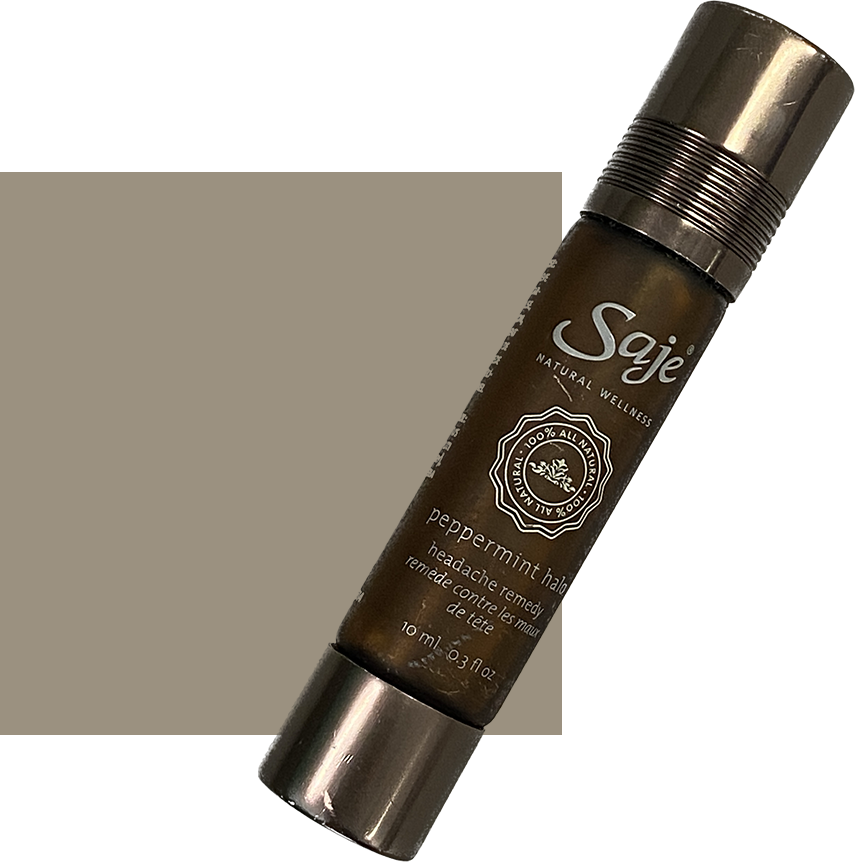 Saje®
NATURAL WELLNESS
100% ALL NATURAL · 100% ALL NATURAL ·
peppermint halo
headache remedy
remède contre les maux
de tête
10 ml 0.3 fl oz